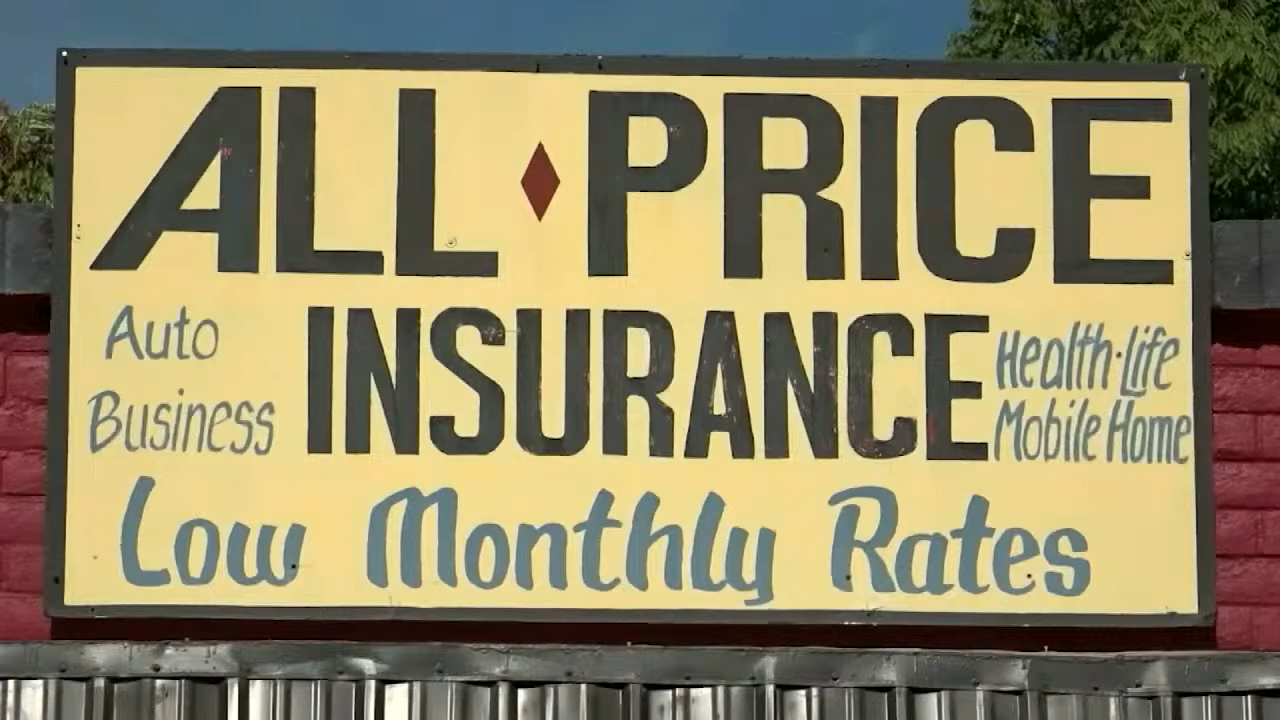 ALL PRICE
Auto
Business
INSURANCE
Health·Life
Mobile Home
Low Monthly Rates